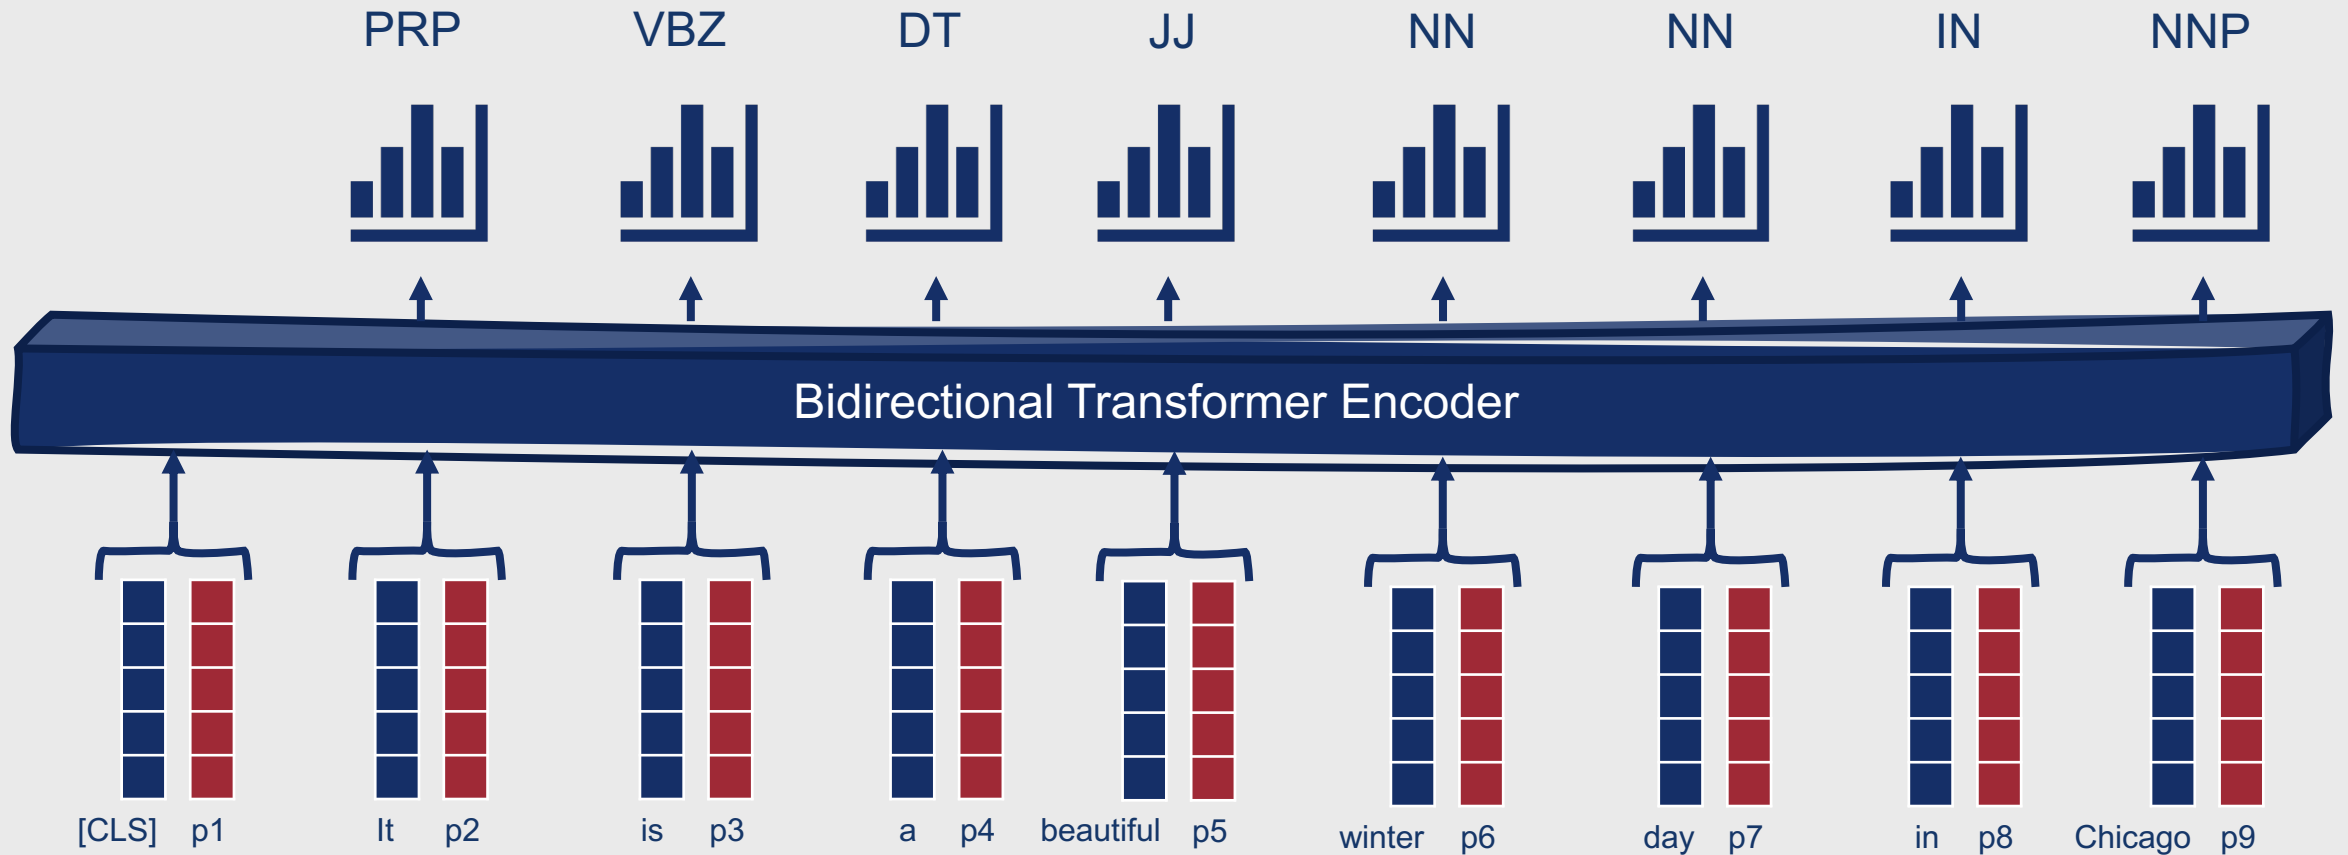 PRP VBZ DT JJ NN NN IN NNP
Bidirectional Transformer Encoder
[CLS] p1 It p2 is p3 a p4 beautiful p5 winter p6 day p7 in p8 Chicago p9